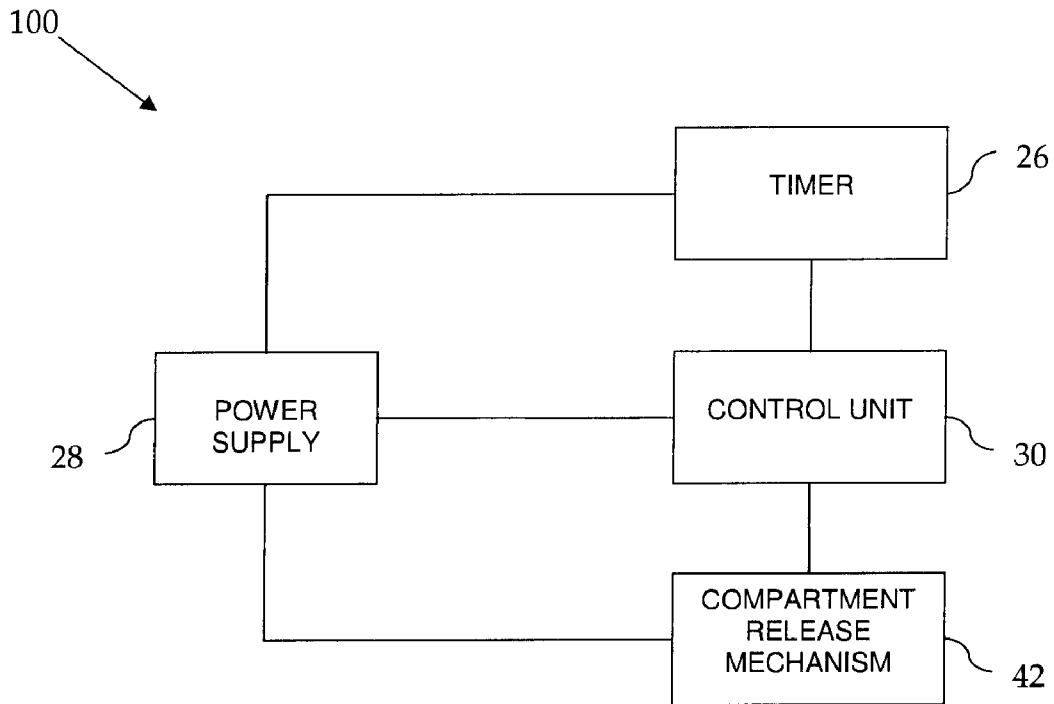 100
TIMER
26
POWER
SUPPLY
28
CONTROL UNIT
30
COMPARTMENT
RELEASE
MECHANISM
42